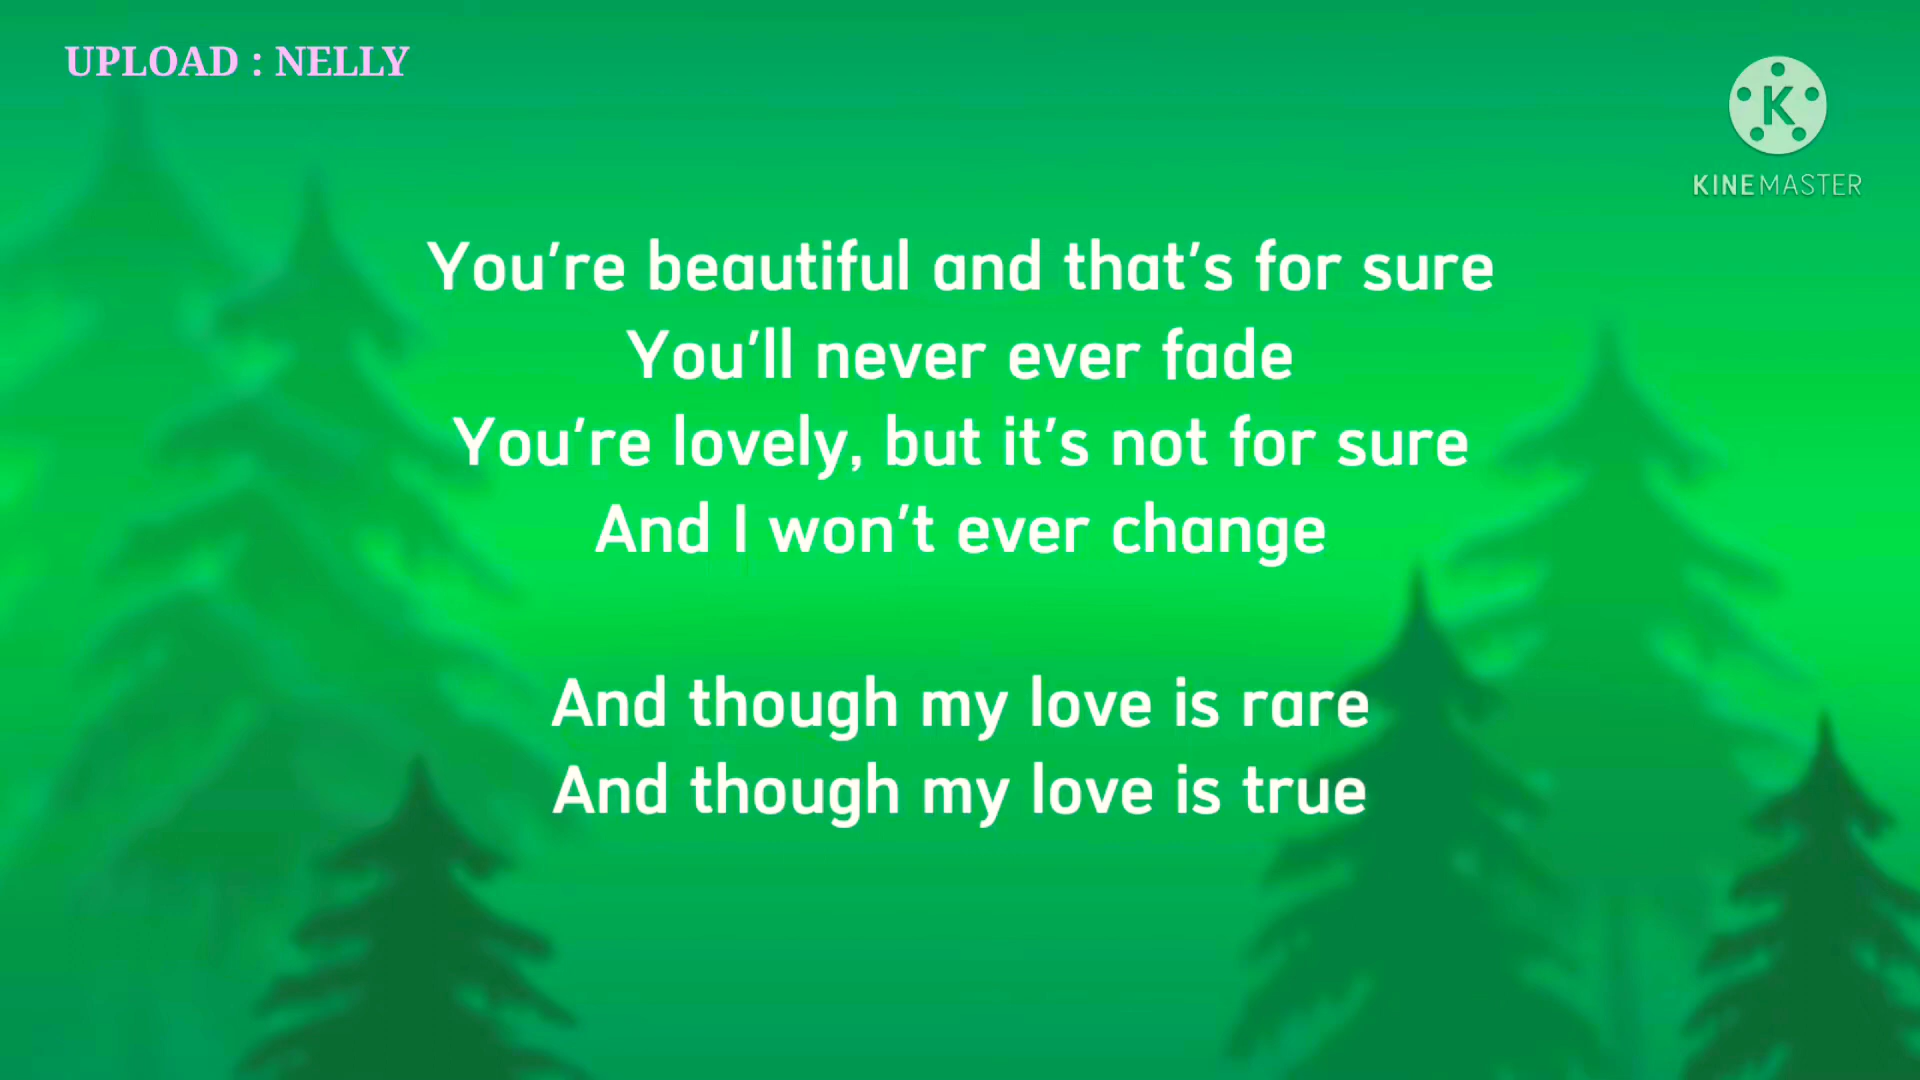 UPLOAD : NELLY
K
KINEMASTER
You're beautiful and that's for sure
You'll never ever fade
You're lovely, but it's not for sure
And I won't ever change
And though my love is rare
And though my love is true